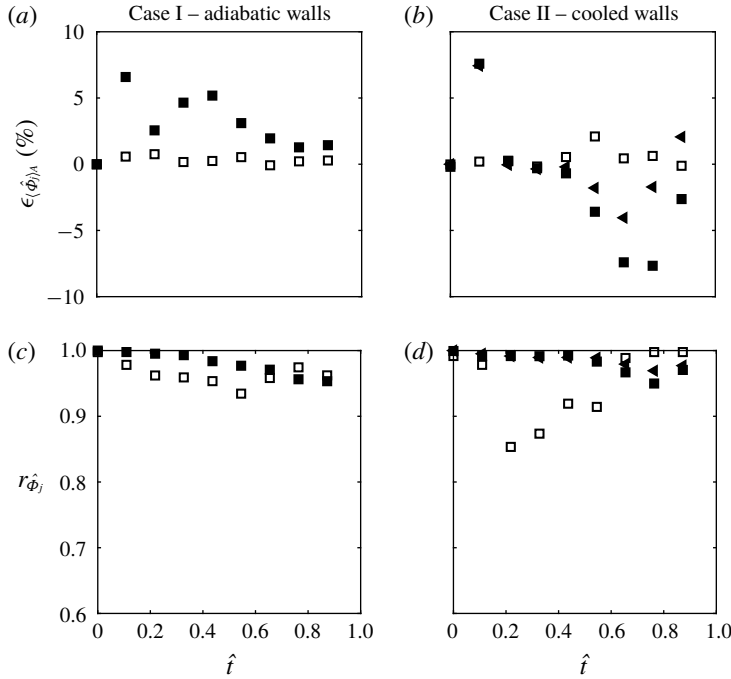 (a) Case I – adiabatic walls (b) Case II – cooled walls
10
5
0
−5
−10
ϵ⟨Φ̂j⟩A (%)
(c) (d)
1.0
0.9
0.8
0.7
0.6
rΦ̂j
0 0.2 0.4 0.6 0.8 1.0 0 0.2 0.4 0.6 0.8 1.0
t̂ t̂